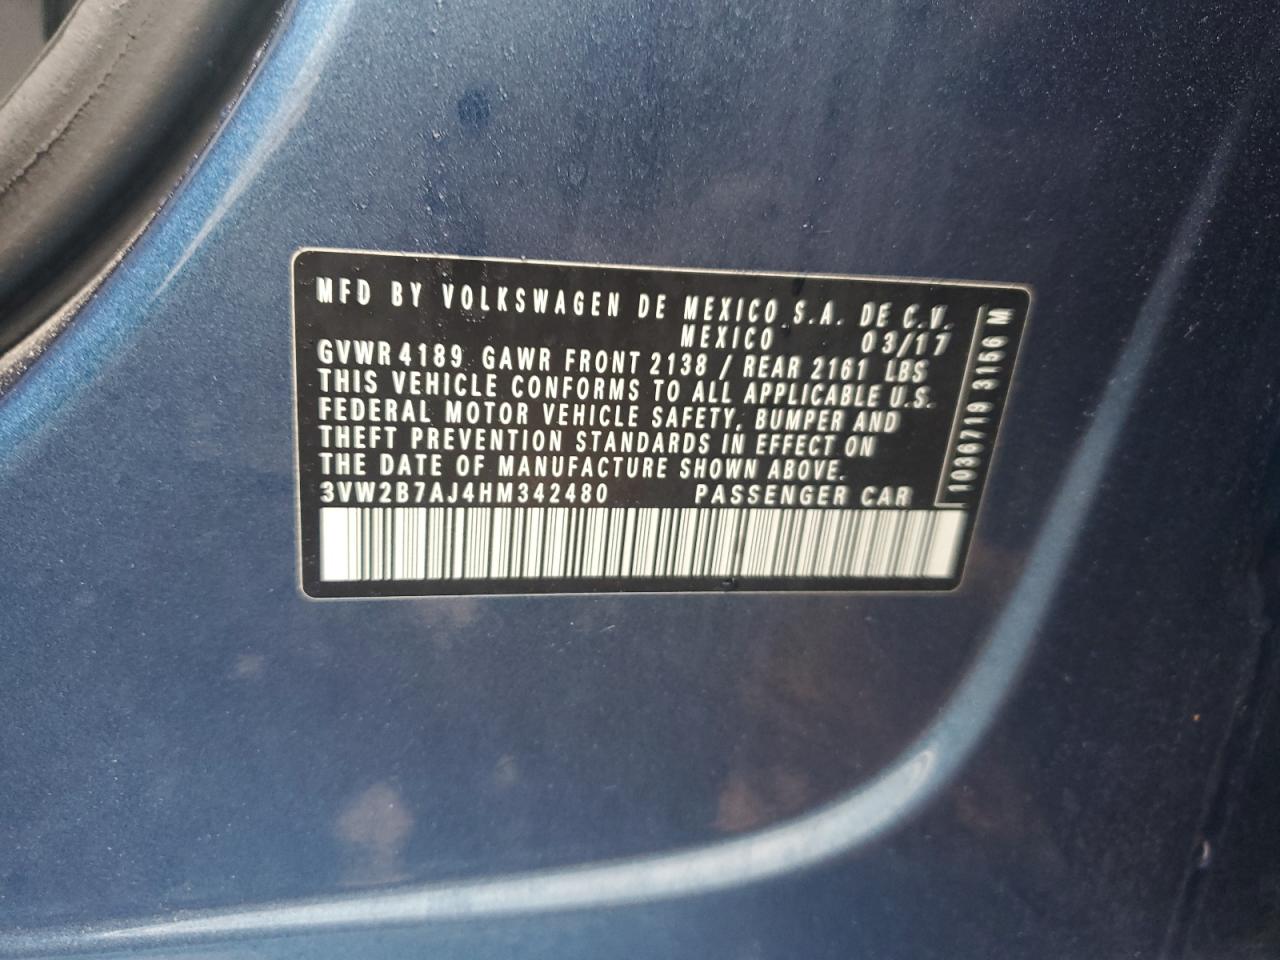 MFD BY VOLKSWAGEN DE MEXICO S.A. DE C.V.
MEXICO 03/17
GVWR 4189 GAWR FRONT 2138 / REAR 2161 LBS
THIS VEHICLE CONFORMS TO ALL APPLICABLE U.S.
FEDERAL MOTOR VEHICLE SAFETY, BUMPER AND
THEFT PREVENTION STANDARDS IN EFFECT ON
THE DATE OF MANUFACTURE SHOWN ABOVE.
3VW2B7AJ4HM342480 PASSENGER CAR
1036719 3156 M